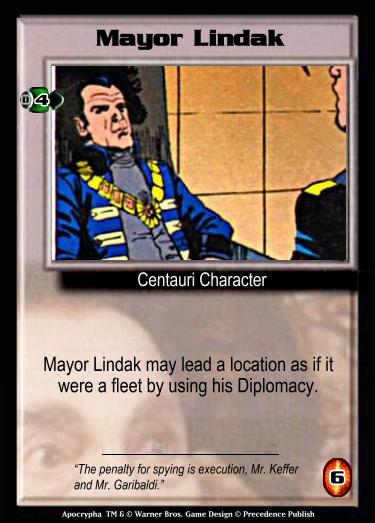 Mayor Lindak
D 4
Centauri Character
Mayor Lindak may lead a location as if it
were a fleet by using his Diplomacy.
"The penalty for spying is execution, Mr. Keffer
and Mr. Garibaldi."
6
Apocrypha TM & © Warner Bros. Game Design © Precedence Publish